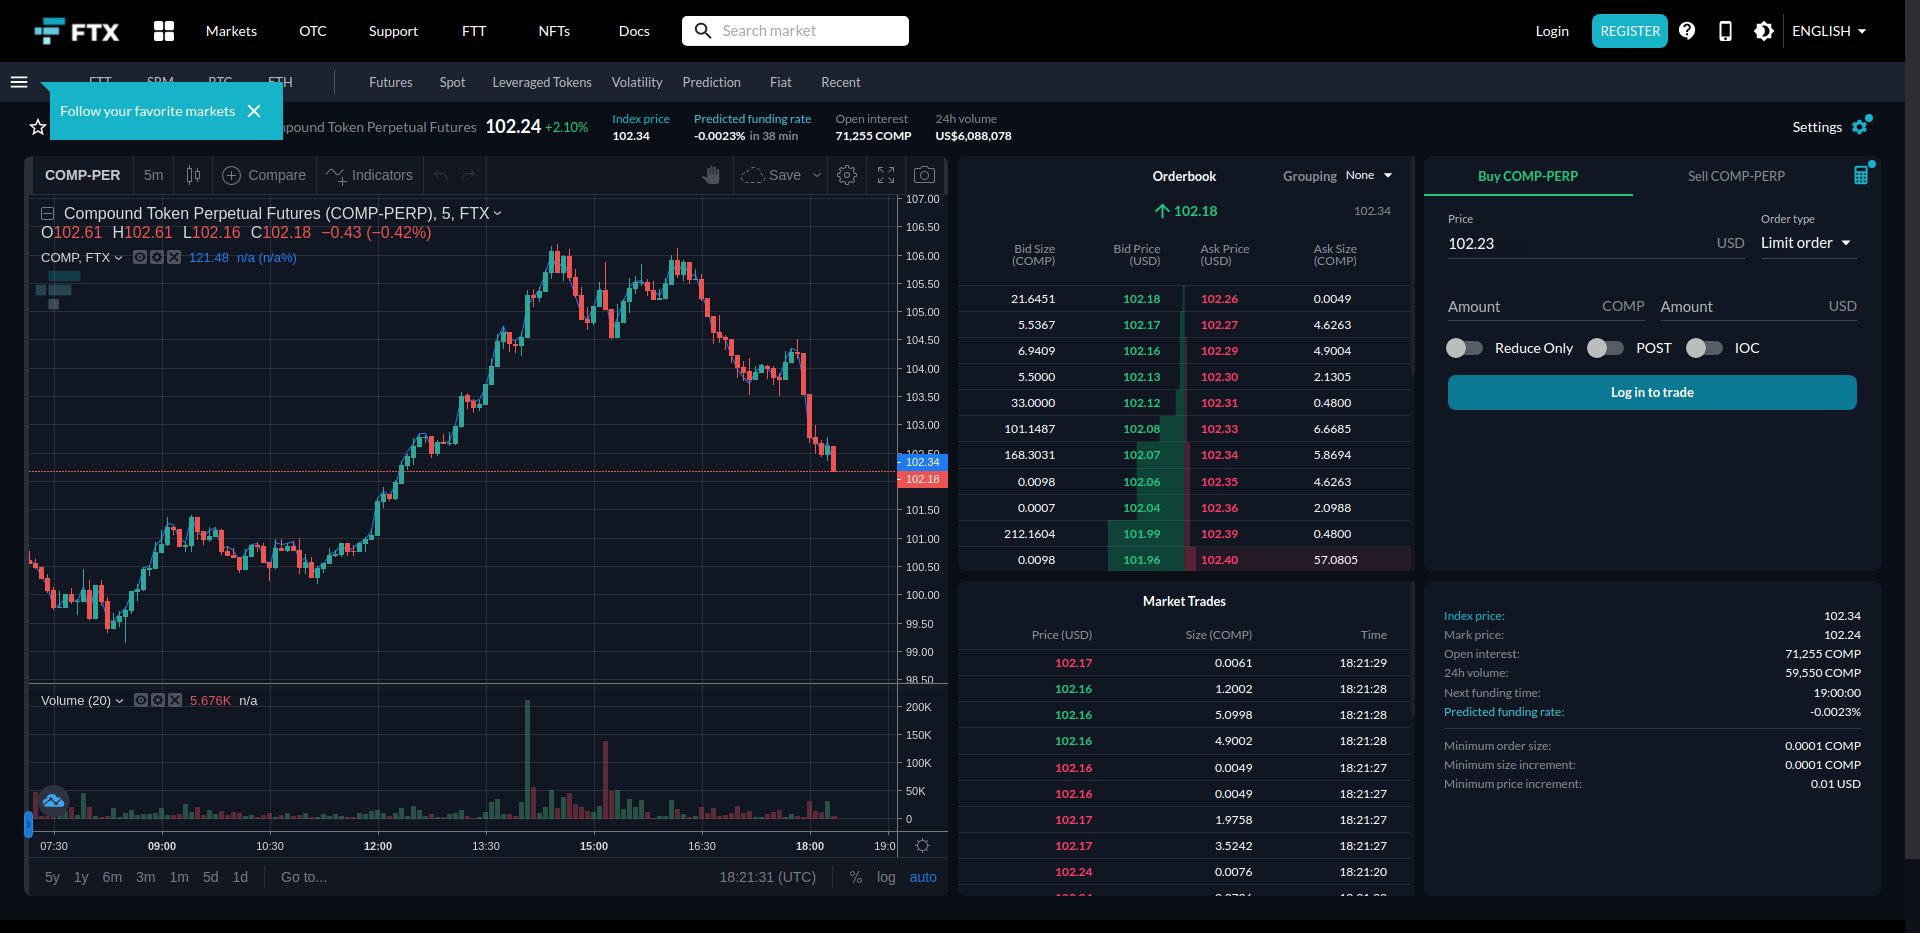 FTX Markets OTC Support FTT NFTs Docs Search market Login REGISTER ENGLISH
FTT SRM BTC ETH Futures Spot Leveraged Tokens Volatility Prediction Fiat Recent
Follow your favorite markets
Token Perpetual Futures 102.24 +2.10%
Index price
102.34
Predicted funding rate
-0.0023% in 38 min
Open interest
71,255 COMP
24h volume
US$6,088,078
Settings
COMP-PER 5m Compare Indicators Save
Compound Token Perpetual Futures (COMP-PERP), 5, FTX
O102.61 H102.61 L102.16 C102.18 −0.43 (−0.42%)
COMP, FTX 121.48 n/a (n/a%)
107.00
106.50
106.00
105.50
105.00
104.50
104.00
103.50
103.00
102.50
102.34
102.18
101.50
101.00
100.50
100.00
99.50
99.00
98.50
Volume (20) 5.676K n/a
200K
150K
100K
50K
0
07:30 09:00 10:30 12:00 13:30 15:00 16:30 18:00 19:0
5y 1y 6m 3m 1m 5d 1d Go to... 18:21:31 (UTC) % log auto
Orderbook Grouping None
102.18 102.34
Bid Size (COMP) Bid Price (USD) Ask Price (USD) Ask Size (COMP)
21.6451 102.18 102.26 0.0049
5.5367 102.17 102.27 4.6263
6.9409 102.16 102.29 4.9004
5.5000 102.13 102.30 2.1305
33.0000 102.12 102.31 0.4800
101.1487 102.08 102.33 6.6685
168.3031 102.07 102.34 5.8694
0.0098 102.06 102.35 4.6263
0.0007 102.04 102.36 2.0988
212.1604 101.99 102.39 0.4800
0.0098 101.96 102.40 57.0805
Market Trades
Price (USD) Size (COMP) Time
102.17 0.0061 18:21:29
102.16 1.2002 18:21:28
102.16 5.0998 18:21:28
102.16 4.9002 18:21:28
102.16 0.0049 18:21:27
102.16 0.0049 18:21:27
102.17 1.9758 18:21:27
102.17 3.5242 18:21:27
102.24 0.0076 18:21:20
Buy COMP-PERP Sell COMP-PERP
Price Order type
102.23 USD Limit order
Amount COMP Amount USD
Reduce Only POST IOC
Log in to trade
Index price: 102.34
Mark price: 102.24
Open interest: 71,255 COMP
24h volume: 59,550 COMP
Next funding time: 19:00:00
Predicted funding rate: -0.0023%
Minimum order size: 0.0001 COMP
Minimum size increment: 0.0001 COMP
Minimum price increment: 0.01 USD